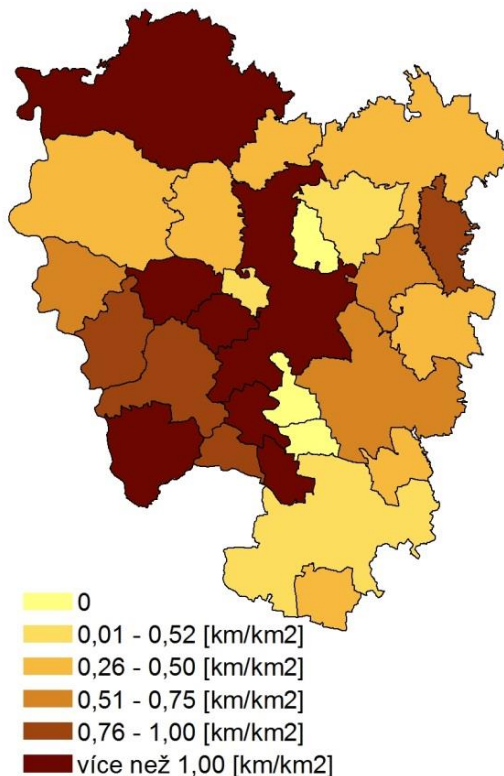 0
0,01 - 0,52 [km/km2]
0,26 - 0,50 [km/km2]
0,51 - 0,75 [km/km2]
0,76 - 1,00 [km/km2]
více než 1,00 [km/km2]